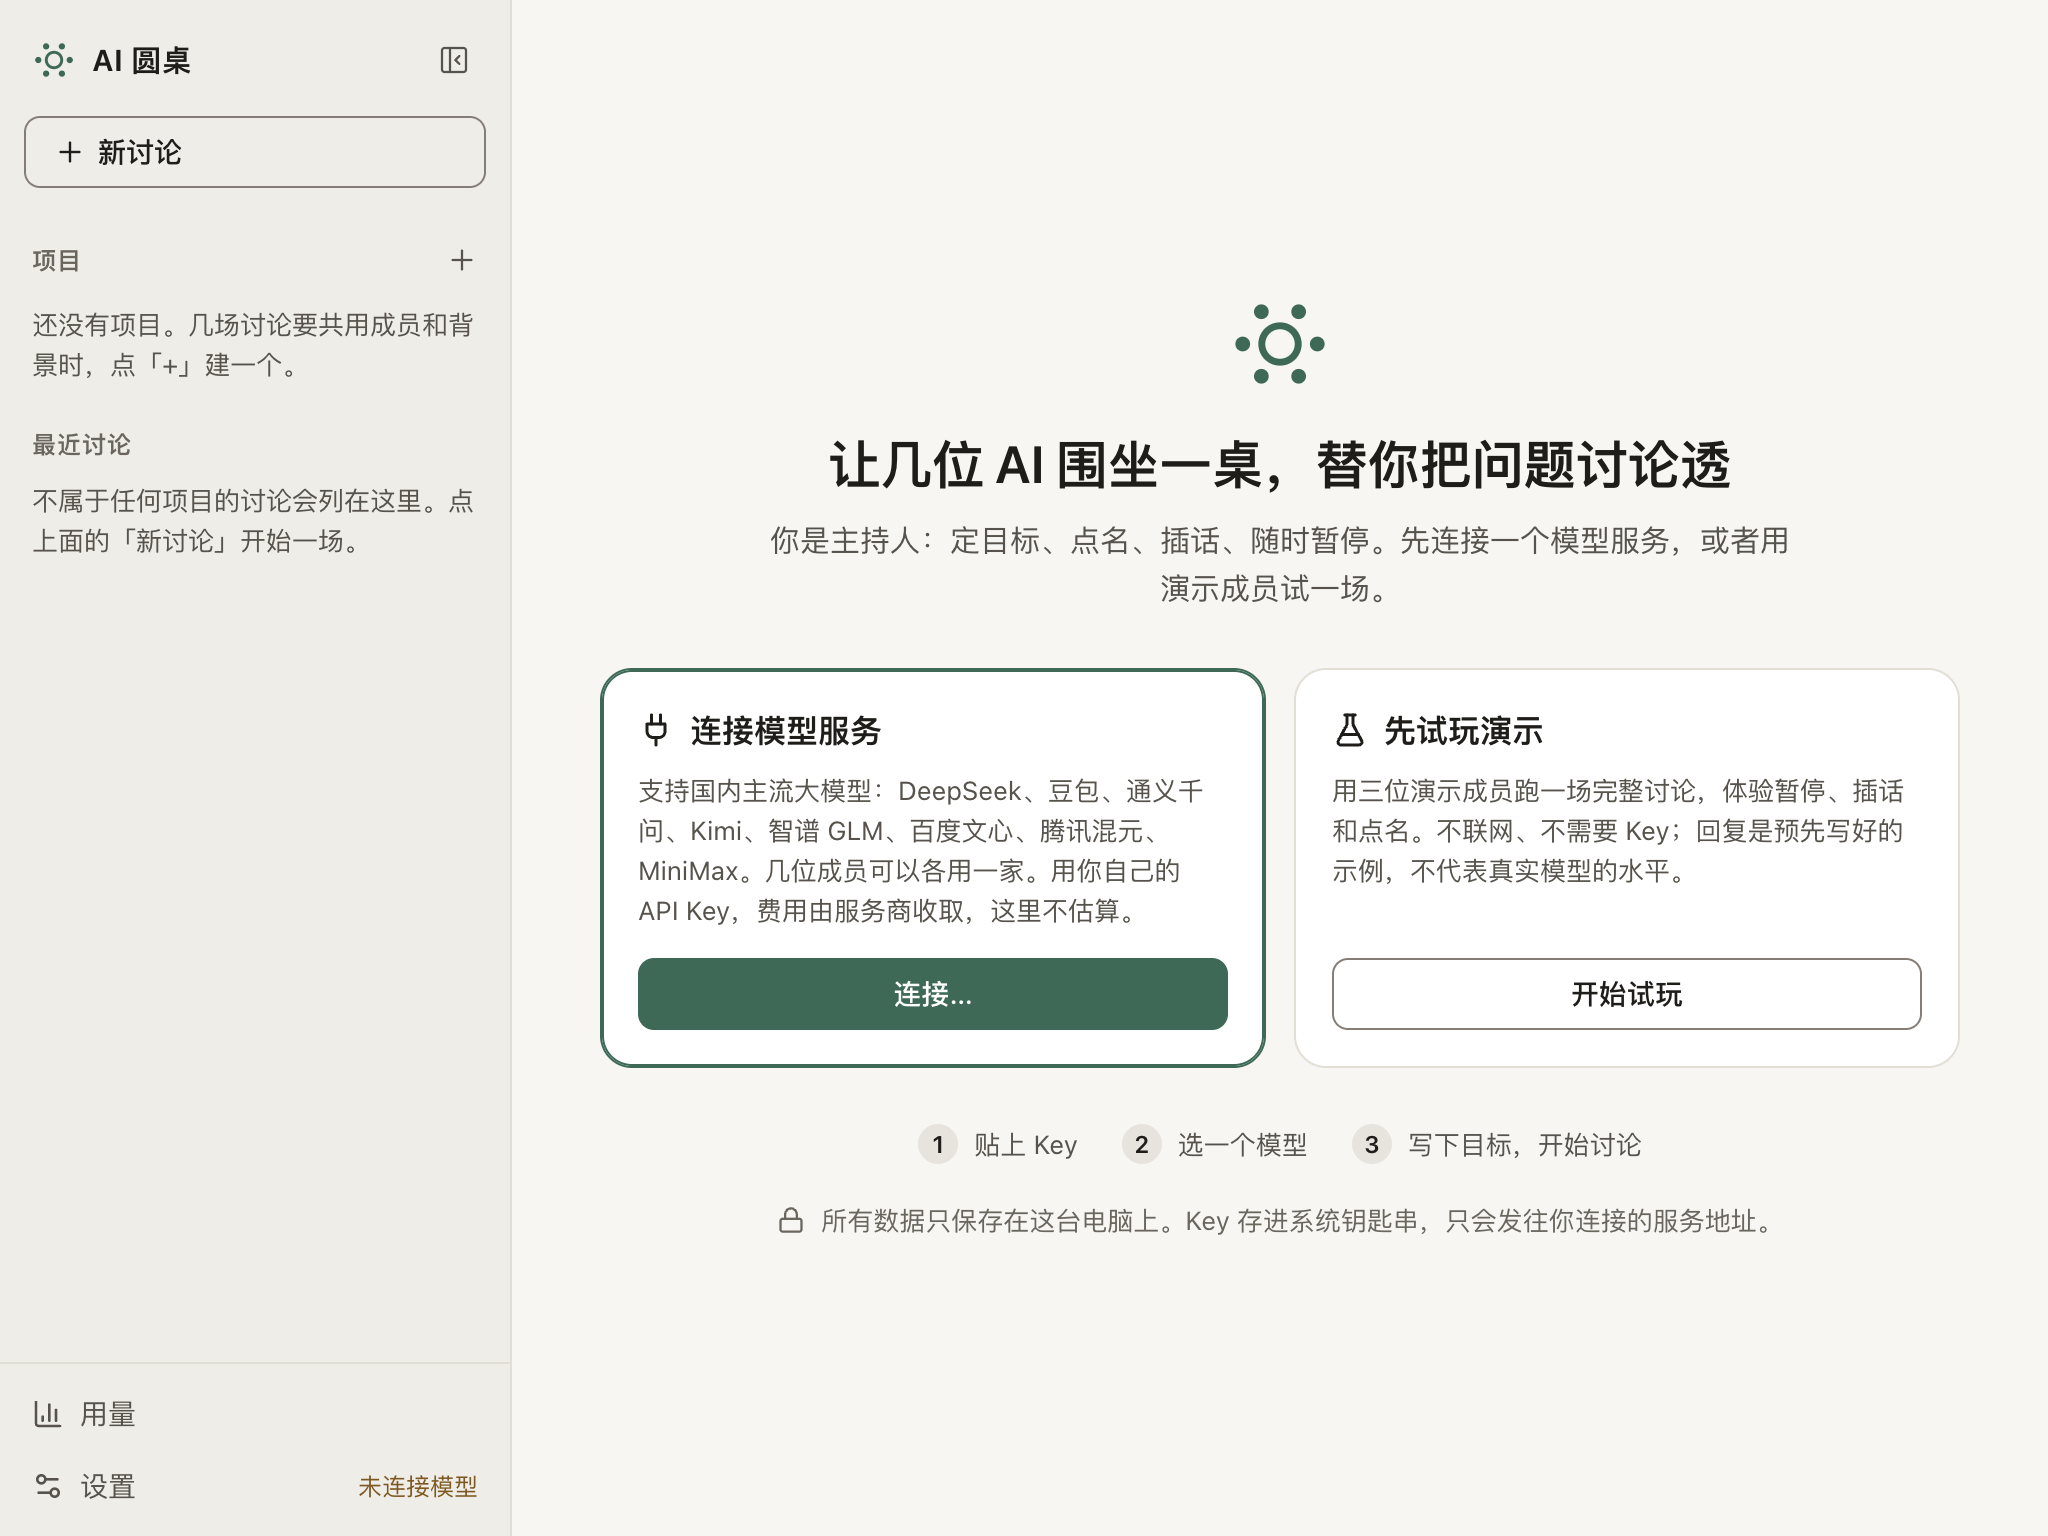 AI 圆桌
新讨论
项目
还没有项目。几场讨论要共用成员和背
景时，点「+」建一个。
最近讨论
不属于任何项目的讨论会列在这里。点
上面的「新讨论」开始一场。
用量
设置
未连接模型
让几位 AI 围坐一桌，替你把问题讨论透
你是主持人：定目标、点名、插话、随时暂停。先连接一个模型服务，或者用
演示成员试一场。
连接模型服务
支持国内主流大模型：DeepSeek、豆包、通义千
问、Kimi、智谱 GLM、百度文心、腾讯混元、
MiniMax。几位成员可以各用一家。用你自己的
API Key，费用由服务商收取，这里不估算。
连接...
先试玩演示
用三位演示成员跑一场完整讨论，体验暂停、插话
和点名。不联网、不需要 Key；回复是预先写好的
示例，不代表真实模型的水平。
开始试玩
1 贴上 Key 2 选一个模型 3 写下目标，开始讨论
所有数据只保存在这台电脑上。Key 存进系统钥匙串，只会发往你连接的服务地址。